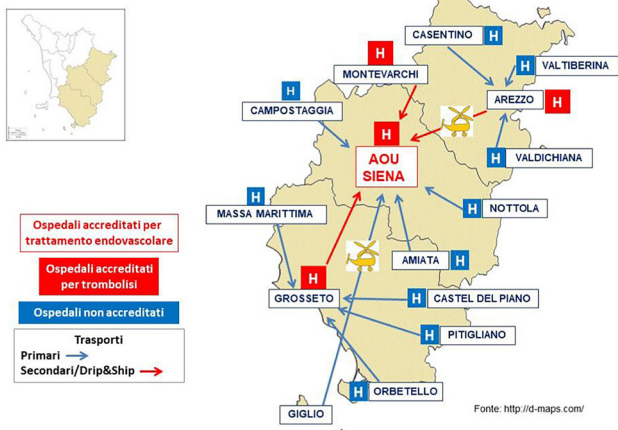 CASENTINO
H
H
MONTEVARCHI
H
VALTIBERINA
H
CAMPOSTAGGIA
AREZZO
H
H
AOU
SIENA
H
VALDICHIANA
H
MASSA MARITTIMA
H
NOTTOLA
Ospedali accreditati per
trattamento endovascolare
Ospedali accreditati
per trombolisi
Ospedali non accreditati
Trasporti
Primari
Secondari/Drip&Ship
AMIATA
H
H
GROSSETO
H
CASTEL DEL PIANO
H
PITIGLIANO
H
ORBETELLO
GIGLIO
Fonte: http://d-maps.com/